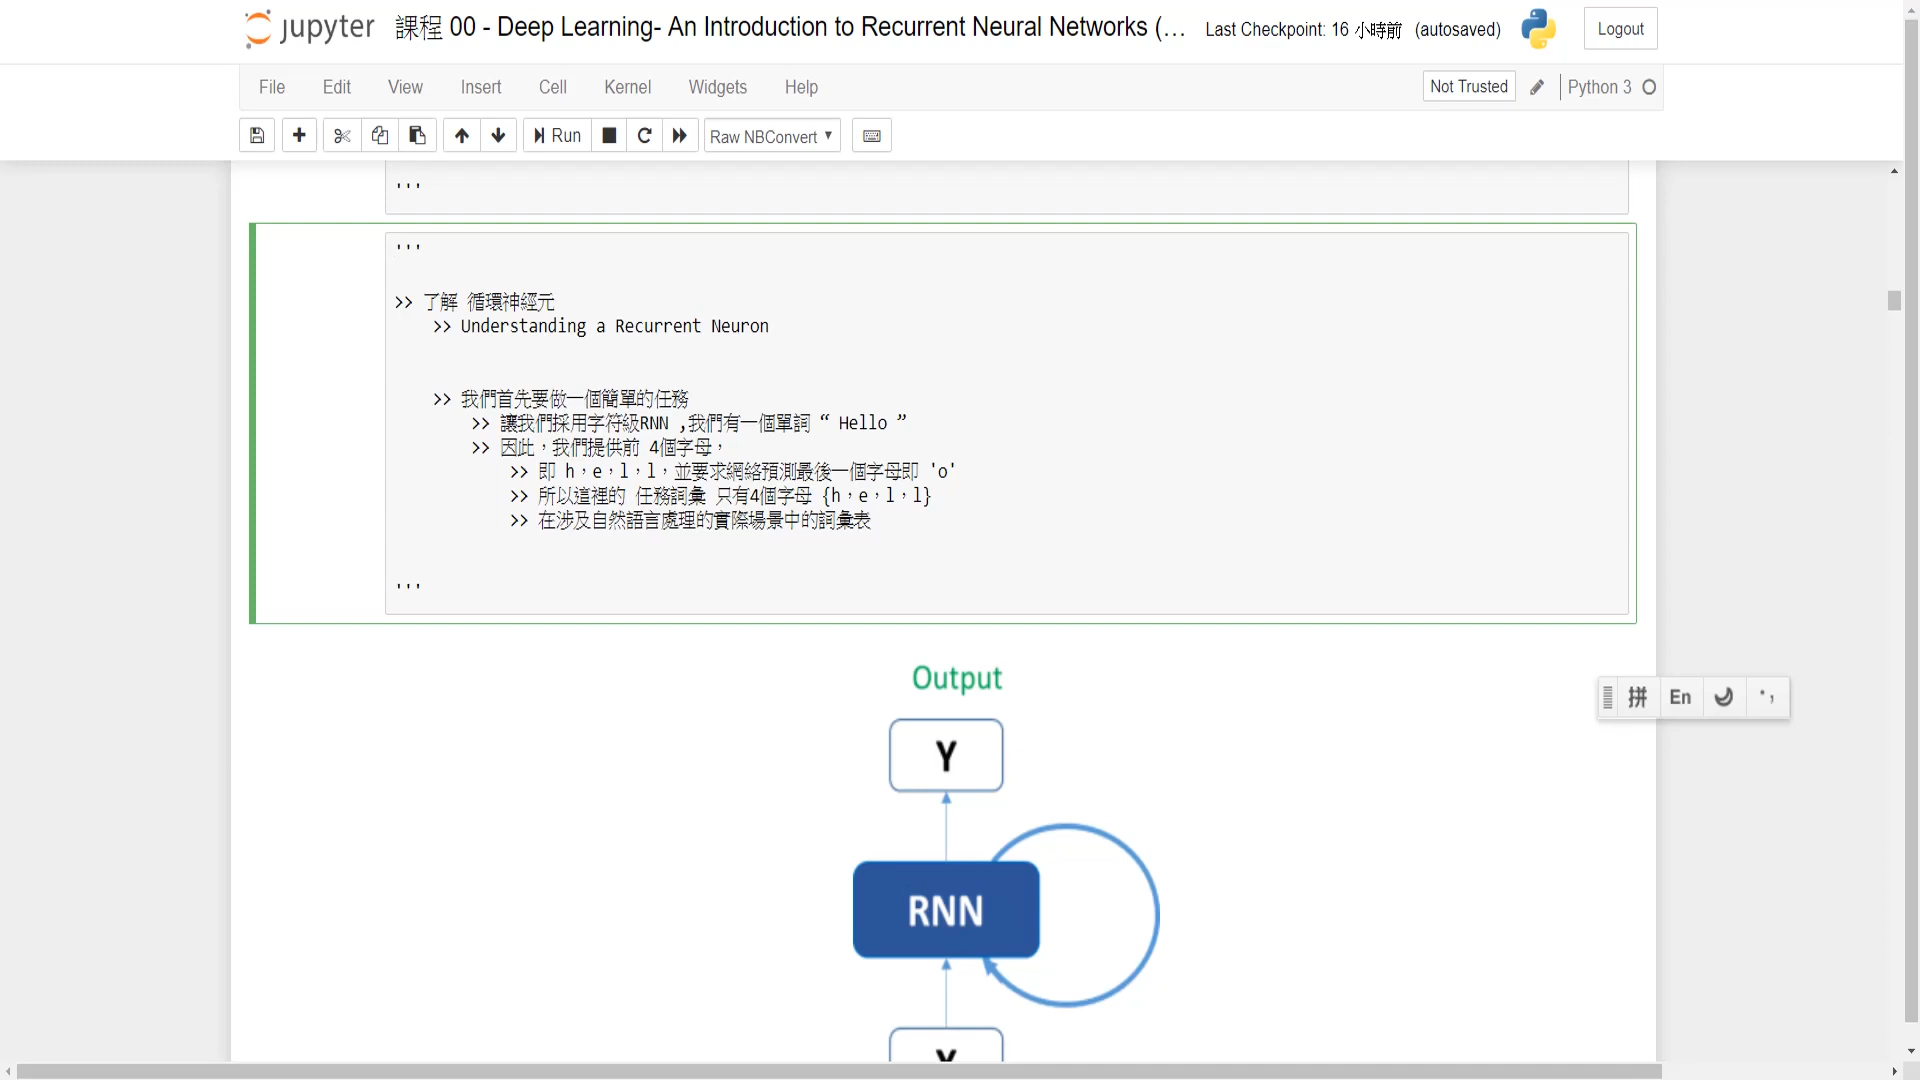 jupyter 課程 00 - Deep Learning- An Introduction to Recurrent Neural Networks (... Last Checkpoint: 16 小時前 (autosaved) Logout
File Edit View Insert Cell Kernel Widgets Help Not Trusted Python 3
Run Raw NBConvert
'''
'''
>> 了解 循環神經元
>> Understanding a Recurrent Neuron
>> 我們首先要做一個簡單的任務
>> 讓我們採用字符級RNN ,我們有一個單詞 “ Hello ”
>> 因此，我們提供前 4個字母，
>> 即 h，e，l，l，並要求網絡預測最後一個字母即 'o'
>> 所以這裡的 任務詞彙 只有4個字母 {h，e，l，l}
>> 在涉及自然語言處理的實際場景中的詞彙表
'''
Output
拼 En
Y
RNN